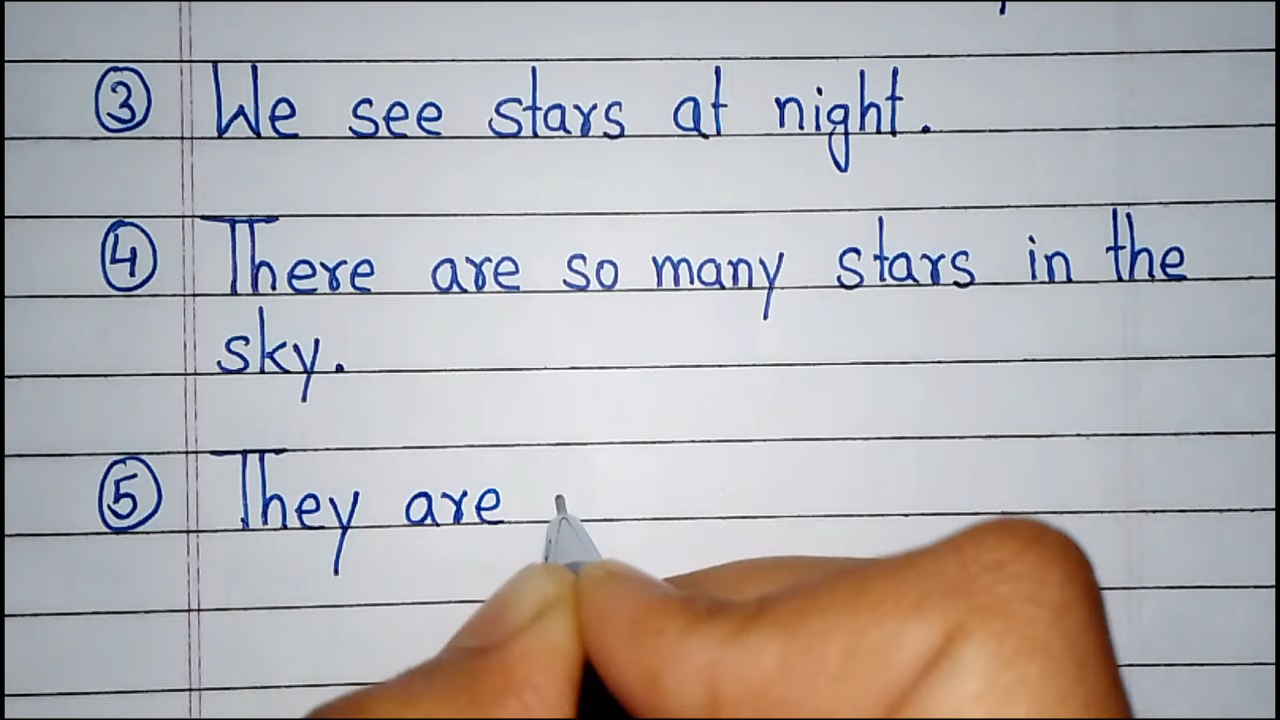 ③ We see stars at night.
④ There are so many stars in the
sky.
⑤ They are